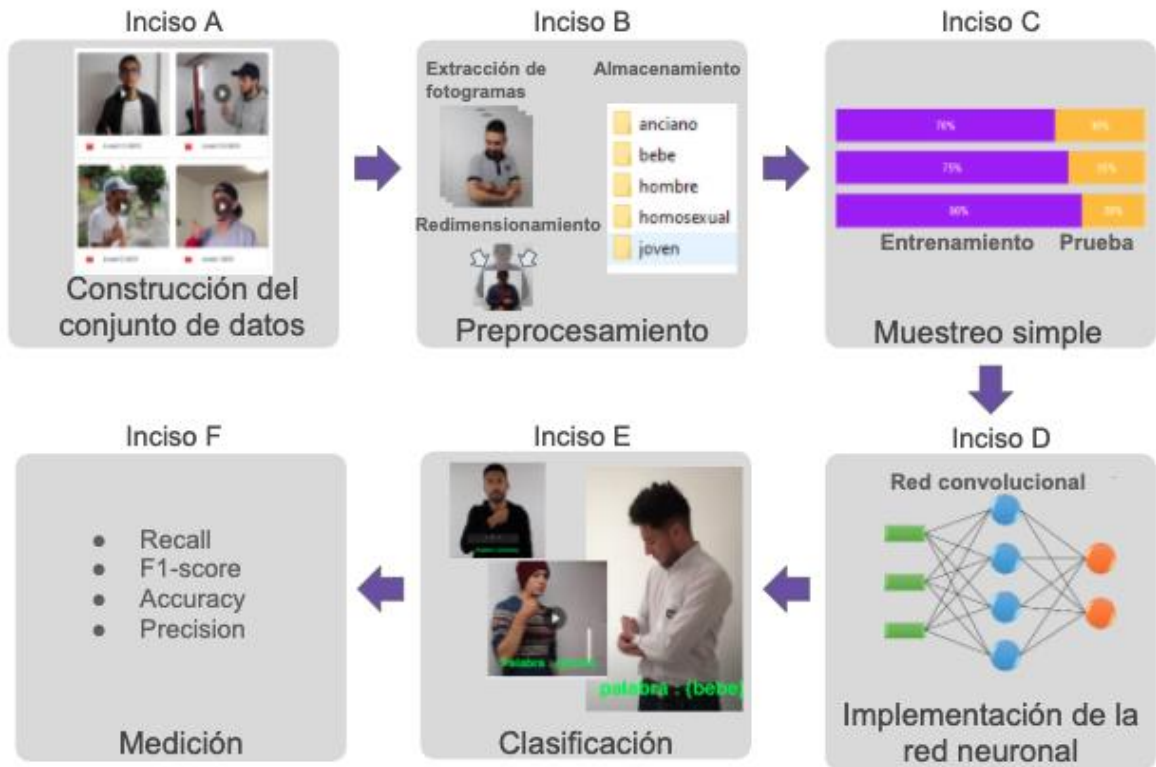 Inciso A
Construcción del
conjunto de datos
Inciso B
Extracción de
fotogramas
Redimensionamiento
Almacenamiento
anciano
bebe
hombre
homosexual
joven
Preprocesamiento
Inciso C
75%
Entrenamiento Prueba
Muestreo simple
Inciso D
Red convolucional
Implementación de la
red neuronal
Inciso E
Palabra :
palabra : (bebe)
Clasificación
Inciso F
● Recall
● F1-score
● Accuracy
● Precision
Medición